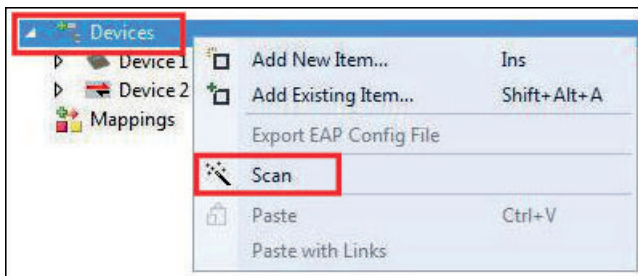 Devices
Device 1
Device 2
Mappings
Add New Item... Ins
Add Existing Item... Shift+Alt+A
Export EAP Config File
Scan
Paste Ctrl+V
Paste with Links